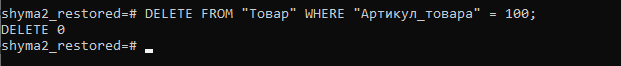 shyma2_restored=# DELETE FROM "Товар" WHERE "Артикул_товара" = 100;
DELETE 0
shyma2_restored=#